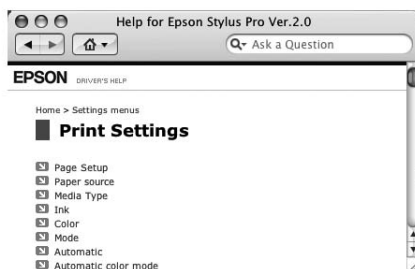 Help for Epson Stylus Pro Ver.2.0
Ask a Question
EPSON DRIVER'S HELP
Home > Settings menus
Print Settings
Page Setup
Paper source
Media Type
Ink
Color
Mode
Automatic
Automatic color mode